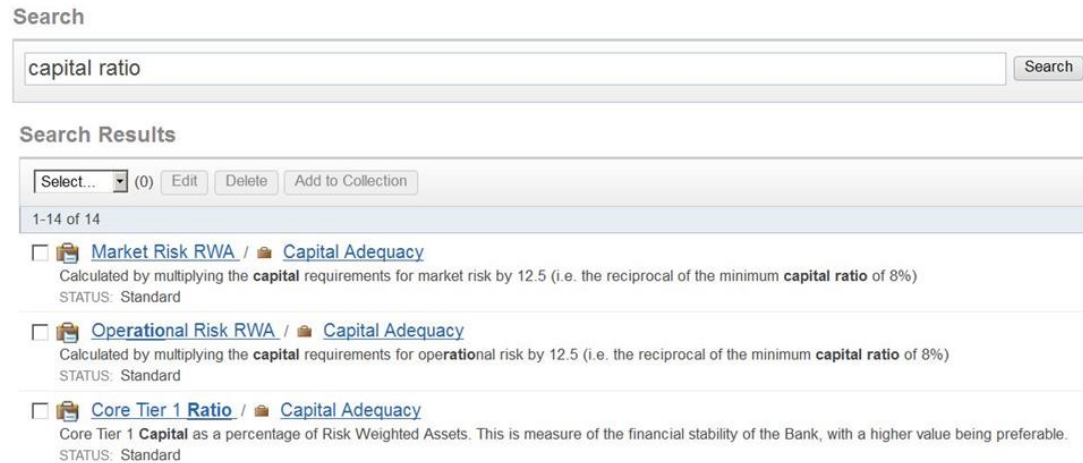 Search
capital ratio Search
Search Results
Select... (0) Edit Delete Add to Collection
1-14 of 14
Market Risk RWA / Capital Adequacy
Calculated by multiplying the capital requirements for market risk by 12.5 (i.e. the reciprocal of the minimum capital ratio of 8%)
STATUS: Standard
Operational Risk RWA / Capital Adequacy
Calculated by multiplying the capital requirements for operational risk by 12.5 (i.e. the reciprocal of the minimum capital ratio of 8%)
STATUS: Standard
Core Tier 1 Ratio / Capital Adequacy
Core Tier 1 Capital as a percentage of Risk Weighted Assets. This is measure of the financial stability of the Bank, with a higher value being preferable.
STATUS: Standard